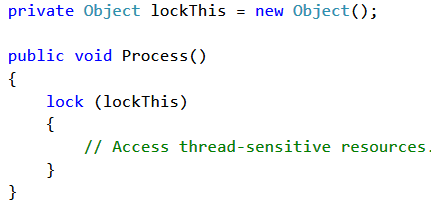 private Object lockThis = new Object();
public void Process()
{
    lock (lockThis)
    {
        // Access thread-sensitive resources.
    }
}